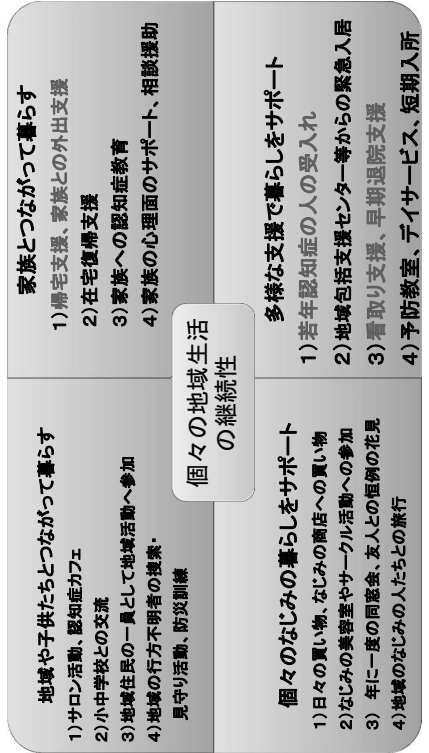 地域や子供たちとつながって暮らす
1)サロン活動、認知症カフェ
2)小中学校との交流
3)地域住民の一員として地域活動へ参加
4)地域の行方不明者の捜索・
見守り活動、防災訓練
家族とつながって暮らす
1)帰宅支援、家族との外出支援
2)在宅復帰支援
3)家族への認知症教育
4)家族の心理面のサポート、相談援助
個々の地域生活
の継続性
個々のなじみの暮らしをサポート
1)日々の買い物、なじみの商店への買い物
2)なじみの美容室やサークル活動への参加
3) 年に一度の同窓会、友人との恒例の花見
4)地域のなじみの人たちとの旅行
多様な支援で暮らしをサポート
1)若年認知症の人の受入れ
2)地域包括支援センター等からの緊急入居
3)看取り支援、早期退院支援
4)予防教室、デイサービス、短期入所